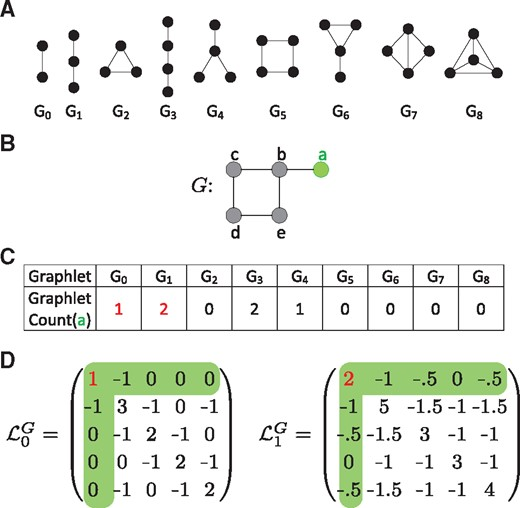 A
G₀ G₁ G₂ G₃ G₄ G₅ G₆ G₇ G₈
B
c b a
G:
d e
C
Graphlet G₀ G₁ G₂ G₃ G₄ G₅ G₆ G₇ G₈
Graphlet
Count(a) 1 2 0 2 1 0 0 0 0
D
1 -1 0 0 0 2 -1 -.5 0 -.5
-1 3 -1 0 -1 -1 5 -1.5 -1 -1.5
ℒ₀ᴳ = 0 -1 2 -1 0 ℒ₁ᴳ = -.5 -1.5 3 -1 -1
0 0 -1 2 -1 0 -1 -1 3 -1
0 -1 0 -1 2 -.5 -1.5 -1 -1 4